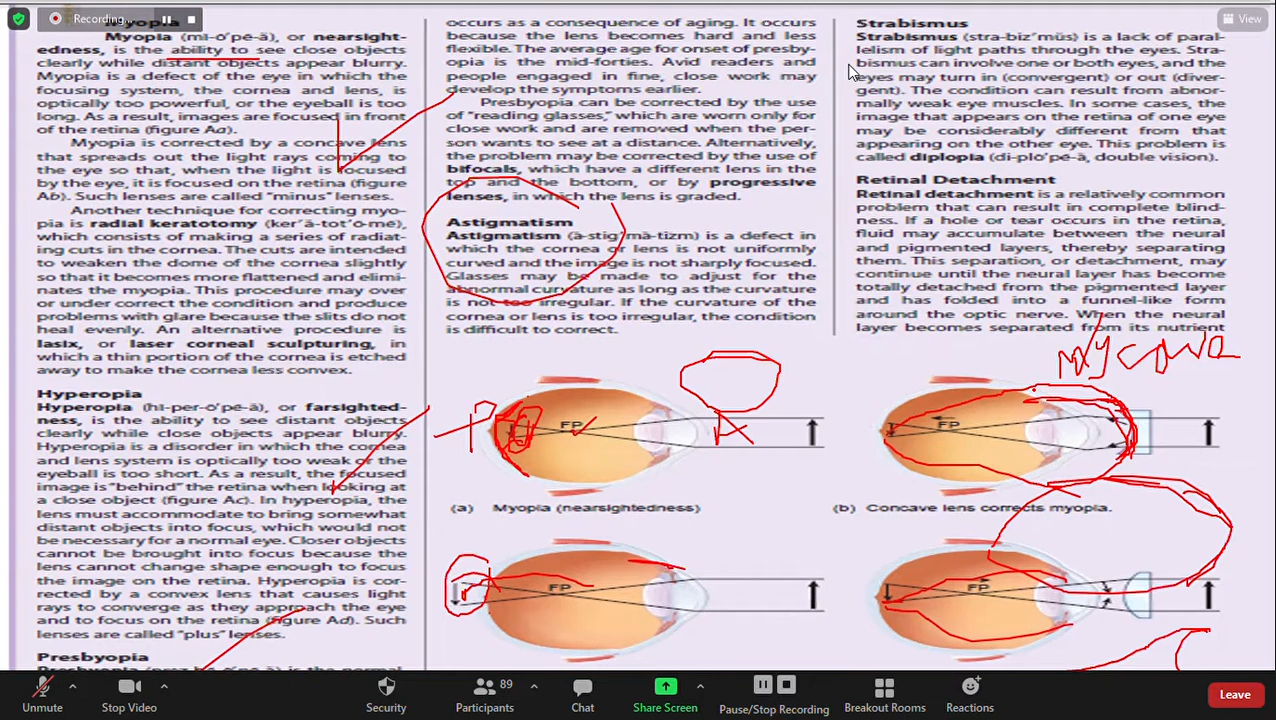 Recording...
View
Myopia
Myopia (mī-ō′pē-ă), or nearsight-
edness, is the ability to see close objects
clearly while distant objects appear blurry.
Myopia is a defect of the eye in which the
focusing system, the cornea and lens, is
optically too powerful, or the eyeball is too
long. As a result, images are focused in front
of the retina (figure Aa).
Myopia is corrected by a concave lens
that spreads out the light rays coming to
the eye so that, when the light is focused
by the eye, it is focused on the retina (figure
Ab). Such lenses are called "minus" lenses.
Another technique for correcting myo-
pia is radial keratotomy (ker′ă-tot′ō-mē),
which consists of making a series of radiat-
ing cuts in the cornea. The cuts are intended
to weaken the dome of the cornea slightly
so that it becomes more flattened and elimi-
nates the myopia. This procedure may over
or under correct the condition and produce
problems with glare because the slits do not
heal evenly. An alternative procedure is
lasix, or laser corneal sculpturing, in
which a thin portion of the cornea is etched
away to make the cornea less convex.
Hyperopia
Hyperopia (hī-per-ō′pē-ă), or farsighted-
ness, is the ability to see distant objects
clearly while close objects appear blurry.
Hyperopia is a disorder in which the cornea
and lens system is optically too weak or the
eyeball is too short. As a result, the focused
image is "behind" the retina when looking at
a close object (figure Ac). In hyperopia, the
lens must accommodate to bring somewhat
distant objects into focus, which would not
be necessary for a normal eye. Closer objects
cannot be brought into focus because the
lens cannot change shape enough to focus
the image on the retina. Hyperopia is cor-
rected by a convex lens that causes light
rays to converge as they approach the eye
and to focus on the retina (figure Ad). Such
lenses are called "plus" lenses.
Presbyopia
occurs as a consequence of aging. It occurs
because the lens becomes hard and less
flexible. The average age for onset of presby-
opia is the mid-forties. Avid readers and
people engaged in fine, close work may
develop the symptoms earlier.
Presbyopia can be corrected by the use
of "reading glasses," which are worn only for
close work and are removed when the per-
son wants to see at a distance. Alternatively,
the problem may be corrected by the use of
bifocals, which have a different lens in the
top and the bottom, or by progressive
lenses, in which the lens is graded.
Astigmatism
Astigmatism (ă-stig′mă-tizm) is a defect in
which the cornea or lens is not uniformly
curved and the image is not sharply focused.
Glasses may be made to adjust for the
abnormal curvature as long as the curvature
is not too irregular. If the curvature of the
cornea or lens is too irregular, the condition
is difficult to correct.
Strabismus
Strabismus (stra-biz′mŭs) is a lack of paral-
lelism of light paths through the eyes. Stra-
bismus can involve one or both eyes, and the
eyes may turn in (convergent) or out (diver-
gent). The condition can result from abnor-
mally weak eye muscles. In some cases, the
image that appears on the retina of one eye
may be considerably different from that
appearing on the other eye. This problem is
called diplopia (di-plō′pē-ă, double vision).
Retinal Detachment
Retinal detachment is a relatively common
problem that can result in complete blind-
ness. If a hole or tear occurs in the retina,
fluid may accumulate between the neural
and pigmented layers, thereby separating
them. This separation, or detachment, may
continue until the neural layer has become
totally detached from the pigmented layer
and has folded into a funnel-like form
around the optic nerve. When the neural
layer becomes separated from its nutrient
FP
FP
(a) Myopia (nearsightedness)
(b) Concave lens corrects myopia.
FP
FP
Unmute
Stop Video
Security
89
Participants
Chat
Share Screen
Pause/Stop Recording
Breakout Rooms
Reactions
Leave